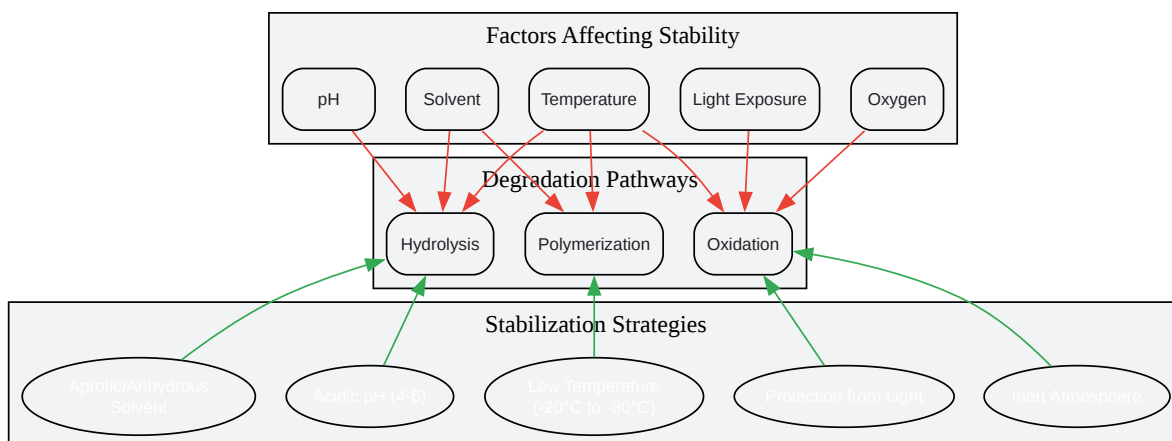 Factors Affecting Stability
pH
Solvent
Temperature
Light Exposure
Oxygen
Degradation Pathways
Hydrolysis
Polymerization
Oxidation
Stabilization Strategies
Aprotic/Anhydrous
Solvent
Acidic pH (4-6)
Low Temperature
(-20°C to -80°C)
Protection from Light
Inert Atmosphere